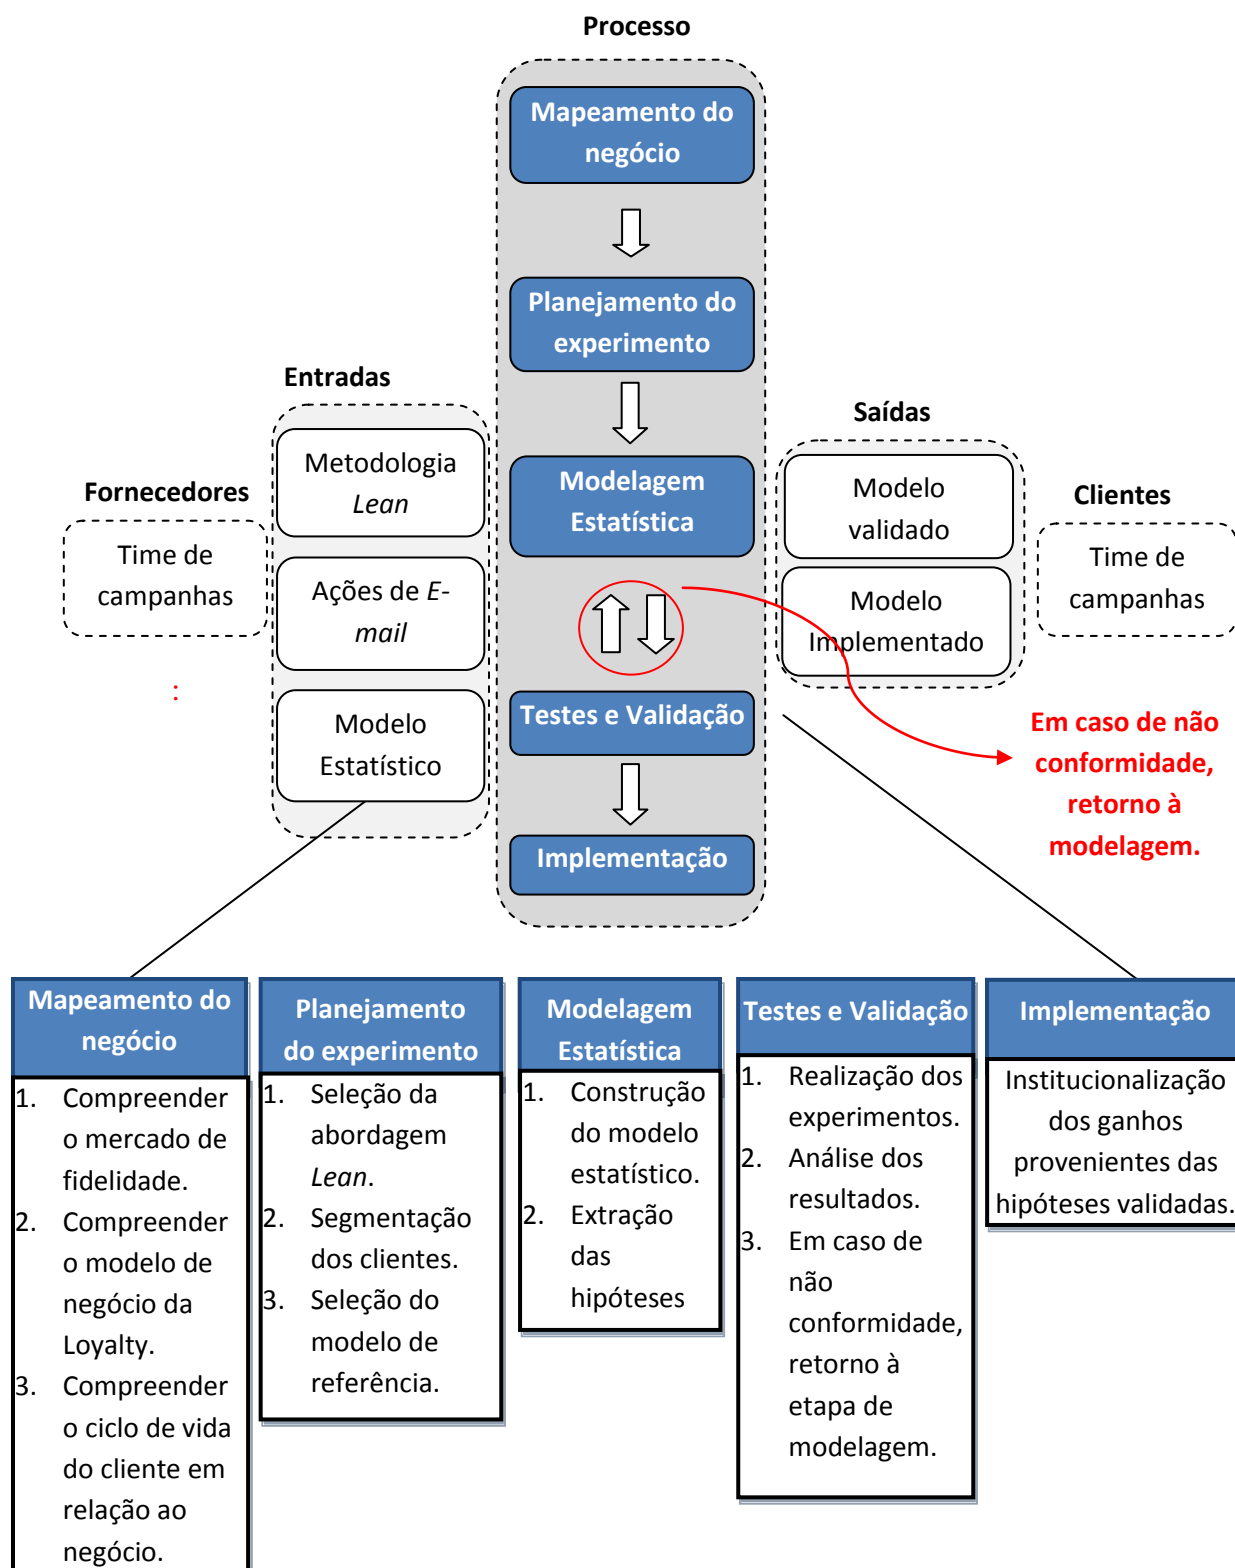 Processo
Mapeamento do
negócio
Planejamento do
experimento
Entradas
Metodologia
Lean
Ações de E-
mail
Modelo
Estatístico
Fornecedores
Time de
campanhas
:
Modelagem
Estatística
Testes e Validação
Implementação
Saídas
Modelo
validado
Modelo
Implementado
Clientes
Time de
campanhas
Em caso de não
conformidade,
retorno à
modelagem.
Mapeamento do
negócio
1. Compreender
o mercado de
fidelidade.
2. Compreender
o modelo de
negócio da
Loyalty.
3. Compreender
o ciclo de vida
do cliente em
relação ao
negócio.
Planejamento
do experimento
1. Seleção da
abordagem
Lean.
2. Segmentação
dos clientes.
3. Seleção do
modelo de
referência.
Modelagem
Estatística
1. Construção
do modelo
estatístico.
2. Extração
das
hipóteses
Testes e Validação
1. Realização dos
experimentos.
2. Análise dos
resultados.
3. Em caso de
não
conformidade,
retorno à
etapa de
modelagem.
Implementação
Institucionalização
dos ganhos
provenientes das
hipóteses validadas.